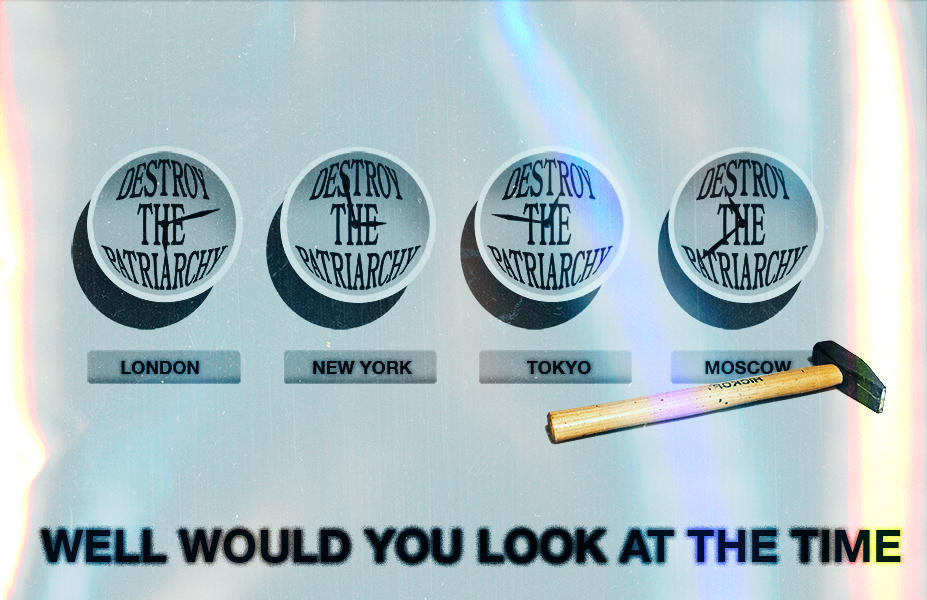 DESTROY
THE
PATRIARCHY
DESTROY
THE
PATRIARCHY
DESTROY
THE
PATRIARCHY
DESTROY
THE
PATRIARCHY
LONDON
NEW YORK
TOKYO
MOSCOW
HICKORY
WELL WOULD YOU LOOK AT THE TIME